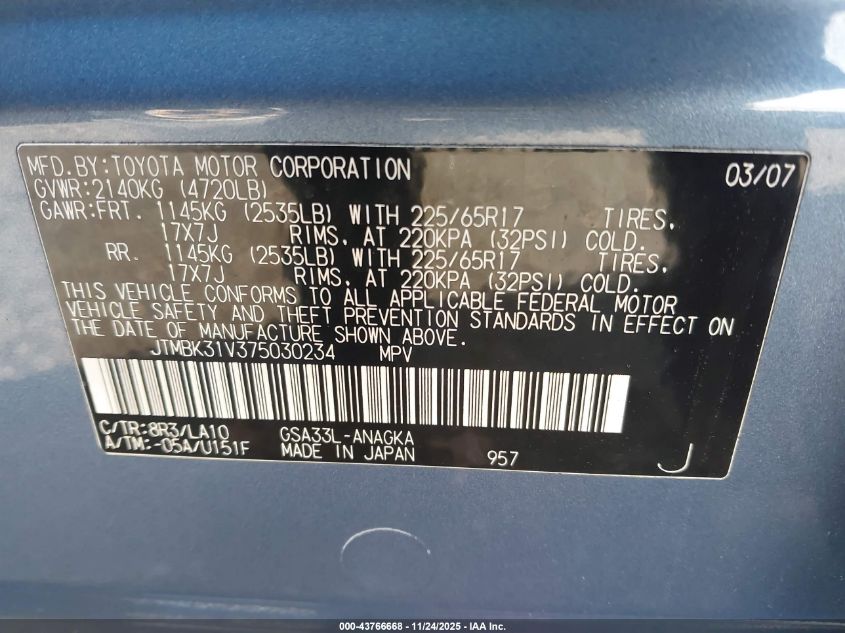 MFD.BY:TOYOTA MOTOR CORPORATION 03/07
GVWR:2140KG (4720LB)
GAWR:FRT. 1145KG (2535LB) WITH 225/65R17 TIRES,
17X7J RIMS, AT 220KPA (32PSI) COLD.
RR. 1145KG (2535LB) WITH 225/65R17 TIRES,
17X7J RIMS, AT 220KPA (32PSI) COLD.
THIS VEHICLE CONFORMS TO ALL APPLICABLE FEDERAL MOTOR
VEHICLE SAFETY AND THEFT PREVENTION STANDARDS IN EFFECT ON
THE DATE OF MANUFACTURE SHOWN ABOVE.
JTMBK31V375030234 MPV
C/TR:8R3/LA10 GSA33L-ANAGKA
A/TM:-05A/U151F MADE IN JAPAN 957 J
000-43766668 - 11/24/2025 - IAA Inc.